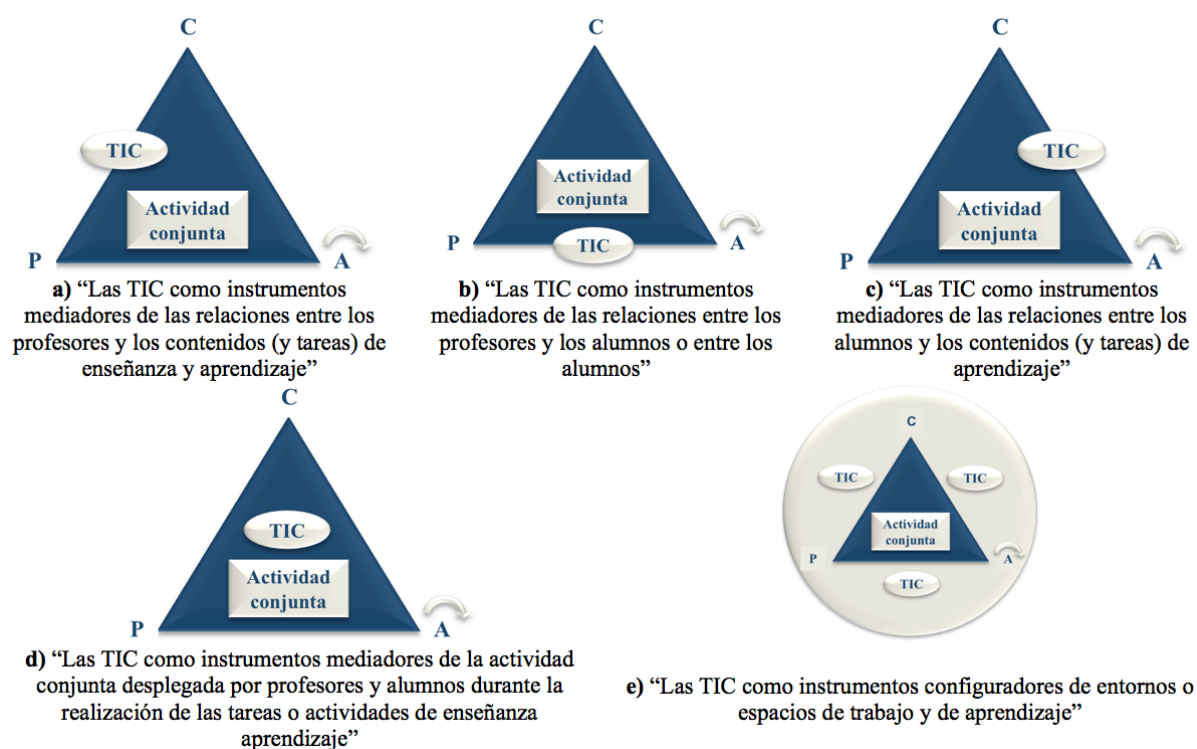 C
TIC
Actividad
conjunta
P
A
a) “Las TIC como instrumentos
mediadores de las relaciones entre los
profesores y los contenidos (y tareas) de
enseñanza y aprendizaje”
C
Actividad
conjunta
P
TIC
A
b) “Las TIC como instrumentos
mediadores de las relaciones entre los
profesores y los alumnos o entre los
alumnos”
C
TIC
Actividad
conjunta
P
A
c) “Las TIC como instrumentos
mediadores de las relaciones entre los
alumnos y los contenidos (y tareas) de
aprendizaje”
C
TIC
Actividad
conjunta
P
A
d) “Las TIC como instrumentos mediadores de la actividad
conjunta desplegada por profesores y alumnos durante la
realización de las tareas o actividades de enseñanza
aprendizaje”
C
TIC
TIC
Actividad
conjunta
P
A
TIC
e) “Las TIC como instrumentos configuradores de entornos o
espacios de trabajo y de aprendizaje”